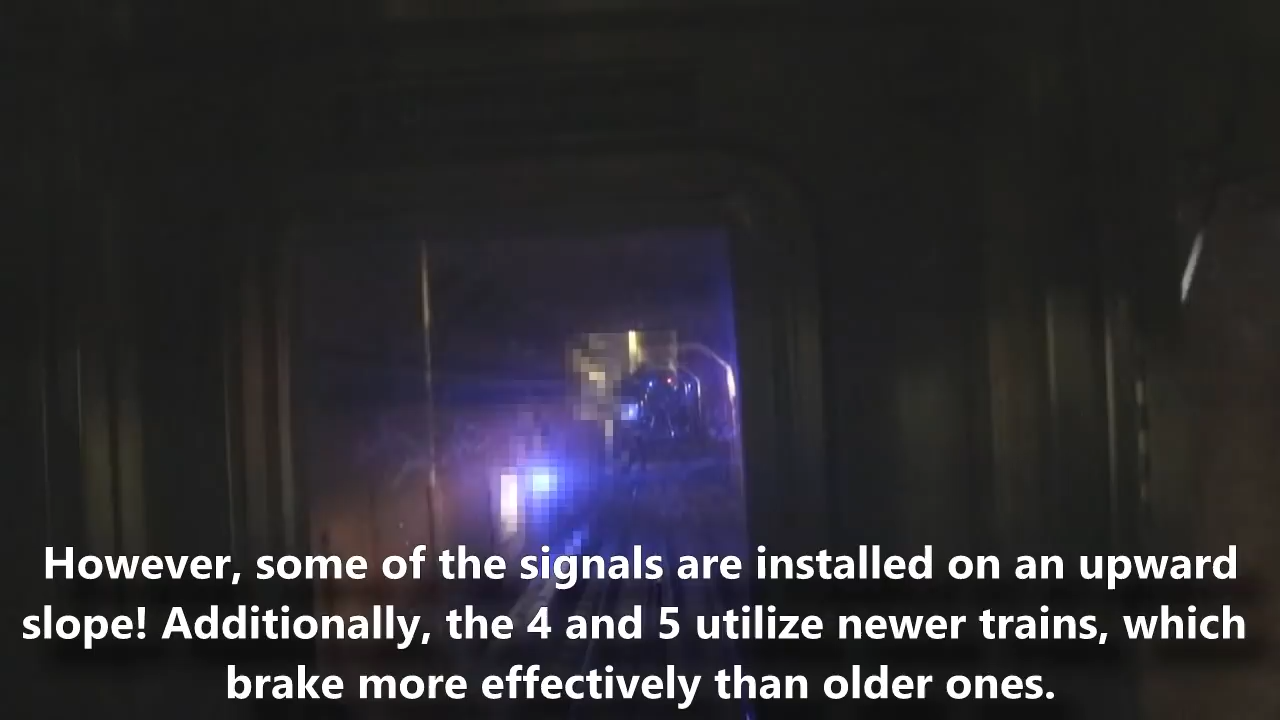 However, some of the signals are installed on an upward
slope! Additionally, the 4 and 5 utilize newer trains, which
brake more effectively than older ones.